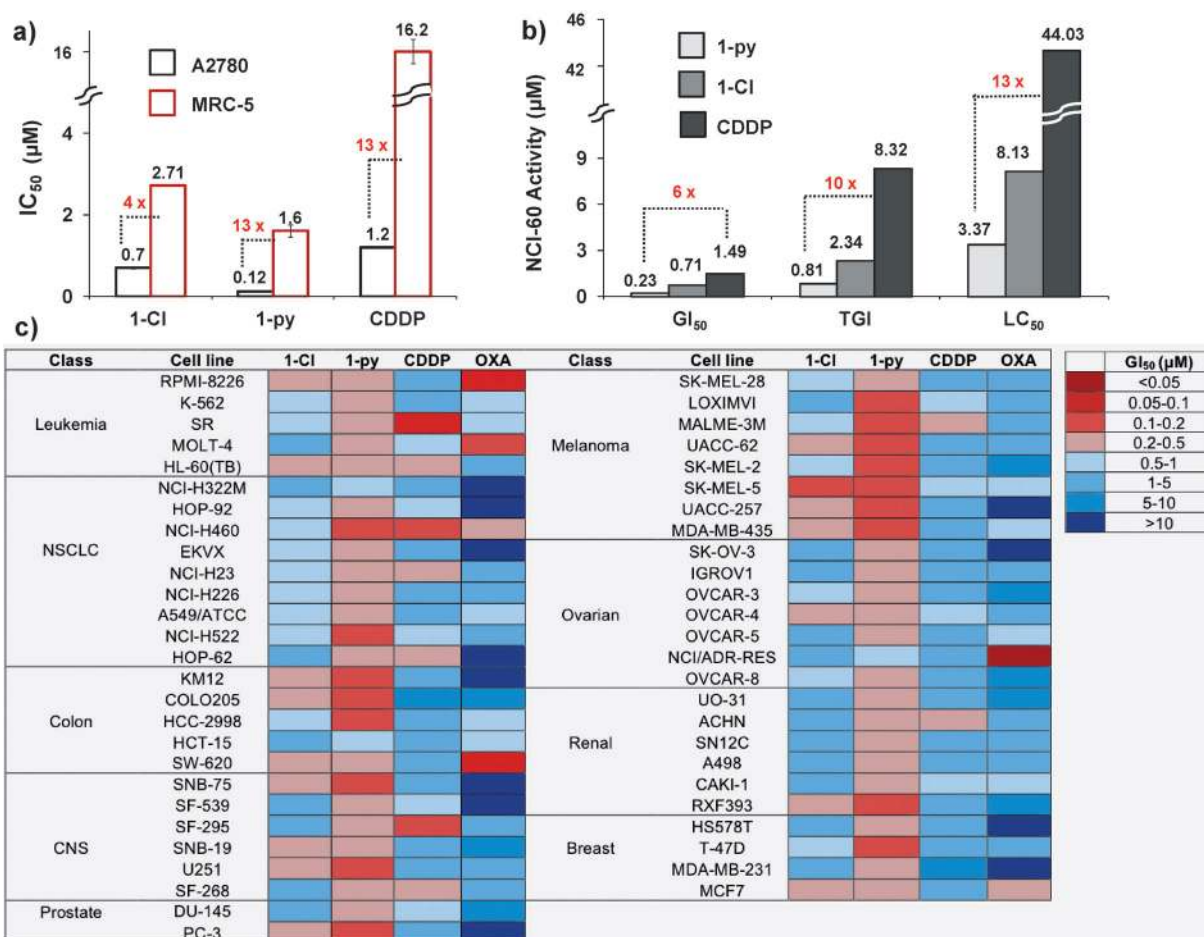 a)
IC50 (µM)
16
4
2
0
A2780
MRC-5
4 x
13 x
13 x
0.7
2.71
0.12
1.6
1.2
16.2
1-Cl
1-py
CDDP
b)
NCI-60 Activity (µM)
46
42
9
6
3
0
1-py
1-Cl
CDDP
6 x
10 x
13 x
0.23
0.71
1.49
0.81
2.34
8.32
3.37
8.13
44.03
GI50
TGI
LC50
c)
Class Cell line 1-Cl 1-py CDDP OXA
Leukemia
RPMI-8226
K-562
SR
MOLT-4
HL-60(TB)
NSCLC
NCI-H322M
HOP-92
NCI-H460
EKVX
NCI-H23
NCI-H226
A549/ATCC
NCI-H522
HOP-62
Colon
KM12
COLO205
HCC-2998
HCT-15
SW-620
CNS
SNB-75
SF-539
SF-295
SNB-19
U251
SF-268
Prostate
DU-145
PC-3
Class Cell line 1-Cl 1-py CDDP OXA
Melanoma
SK-MEL-28
LOXIMVI
MALME-3M
UACC-62
SK-MEL-2
SK-MEL-5
UACC-257
MDA-MB-435
Ovarian
SK-OV-3
IGROV1
OVCAR-3
OVCAR-4
OVCAR-5
NCI/ADR-RES
OVCAR-8
Renal
UO-31
ACHN
SN12C
A498
CAKI-1
RXF393
Breast
HS578T
T-47D
MDA-MB-231
MCF7
GI50 (µM)
<0.05
0.05-0.1
0.1-0.2
0.2-0.5
0.5-1
1-5
5-10
>10